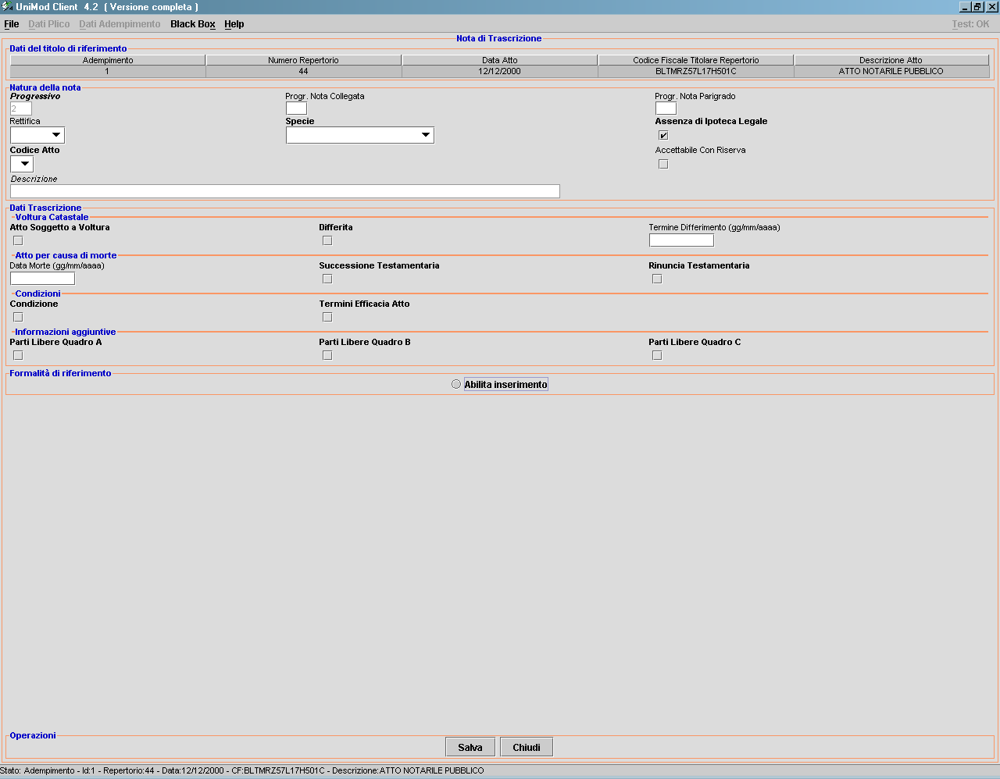 UniMod Client 4.2 ( Versione completa )
File Dati Plico Dati Adempimento Black Box Help Test: OK
Nota di Trascrizione
Dati del titolo di riferimento
Adempimento Numero Repertorio Data Atto Codice Fiscale Titolare Repertorio Descrizione Atto
1 44 12/12/2000 BLTMRZ57L17H501C ATTO NOTARILE PUBBLICO
Natura della nota
Progressivo Progr. Nota Collegata Progr. Nota Parigrado
2
Rettifica Specie Assenza di Ipoteca Legale
Codice Atto Accettabile Con Riserva
Descrizione
Dati Trascrizione
Voltura Catastale
Atto Soggetto a Voltura Differita Termine Differimento (gg/mm/aaaa)
Atto per causa di morte
Data Morte (gg/mm/aaaa) Successione Testamentaria Rinuncia Testamentaria
Condizioni
Condizione Termini Efficacia Atto
Informazioni aggiuntive
Parti Libere Quadro A Parti Libere Quadro B Parti Libere Quadro C
Formalità di riferimento
Abilita inserimento
Operazioni
Salva Chiudi
Stato: Adempimento - Id:1 - Repertorio:44 - Data:12/12/2000 - CF:BLTMRZ57L17H501C - Descrizione:ATTO NOTARILE PUBBLICO